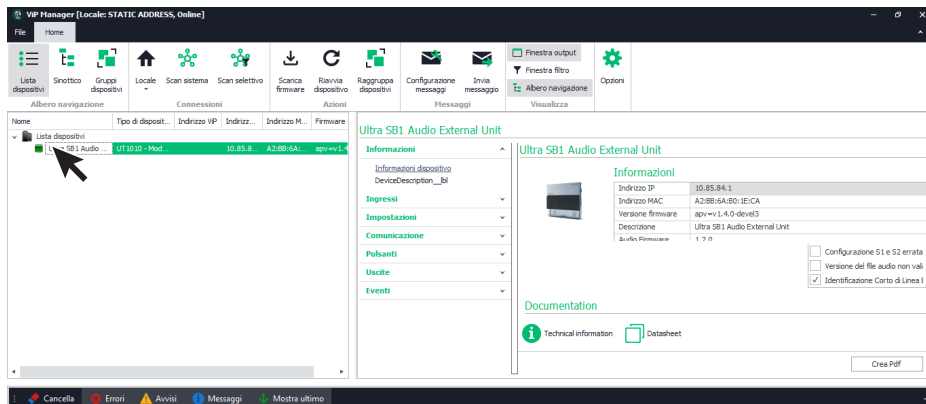 ViP Manager [Locale: STATIC ADDRESS, Online]
File Home
Lista dispositivi
Sinottico
Gruppi dispositivi
Locale
Scan sistema
Scan selettivo
Scarica firmware
Riavvia dispositivo
Raggruppa dispositivi
Configurazione messaggi
Invia messaggio
Finestra output
Finestra filtro
Albero navigazione
Opzioni
Albero navigazione Connessioni Azioni Messaggi Visualizza
Nome Tipo di disposit... Indirizzo ViP Indirizz... Indirizzo M... Firmware
Lista dispositivi
SB1 Audio ... UT1010 - Mod... 10.85.8... A2:BB:6A:... apv=v1.4
Ultra SB1 Audio External Unit
Informazioni
Informazioni dispositivo
DeviceDescription__lbl
Ingressi
Impostazioni
Comunicazione
Pulsanti
Uscite
Eventi
Ultra SB1 Audio External Unit
Informazioni
Indirizzo IP 10.85.84.1
Indirizzo MAC A2:BB:6A:B0:1E:CA
Versione firmware apv=v1.4.0-devel3
Descrizione Ultra SB1 Audio External Unit
Audio Firmware 1.2.0
Configurazione S1 e S2 errata
Versione del file audio non vali
Identificazione Corto di Linea
Documentation
Technical information Datasheet
Crea Pdf
Cancella Errori Avvisi Messaggi Mostra ultimo